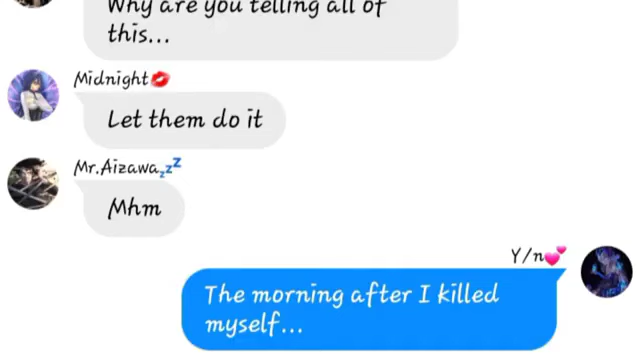 Why are you telling all of
this...
Midnight💋
Let them do it
Mr.Aizawa💤
Mhm
Y/n💕
The morning after I killed
myself...